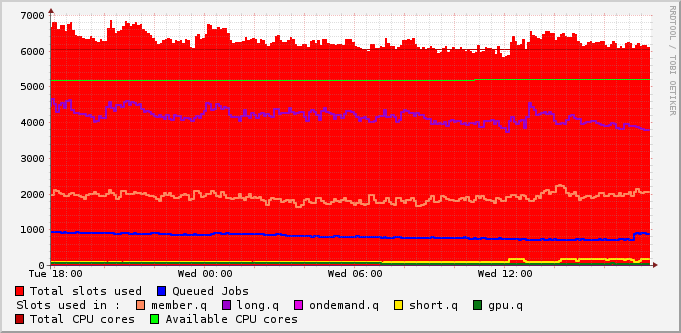 7000
6000
5000
4000
3000
2000
1000
0
Tue 18:00 Wed 00:00 Wed 06:00 Wed 12:00
Total slots used Queued Jobs
Slots used in : member.q long.q ondemand.q short.q gpu.q
Total CPU cores Available CPU cores
RRDTOOL / TOBI OETIKER